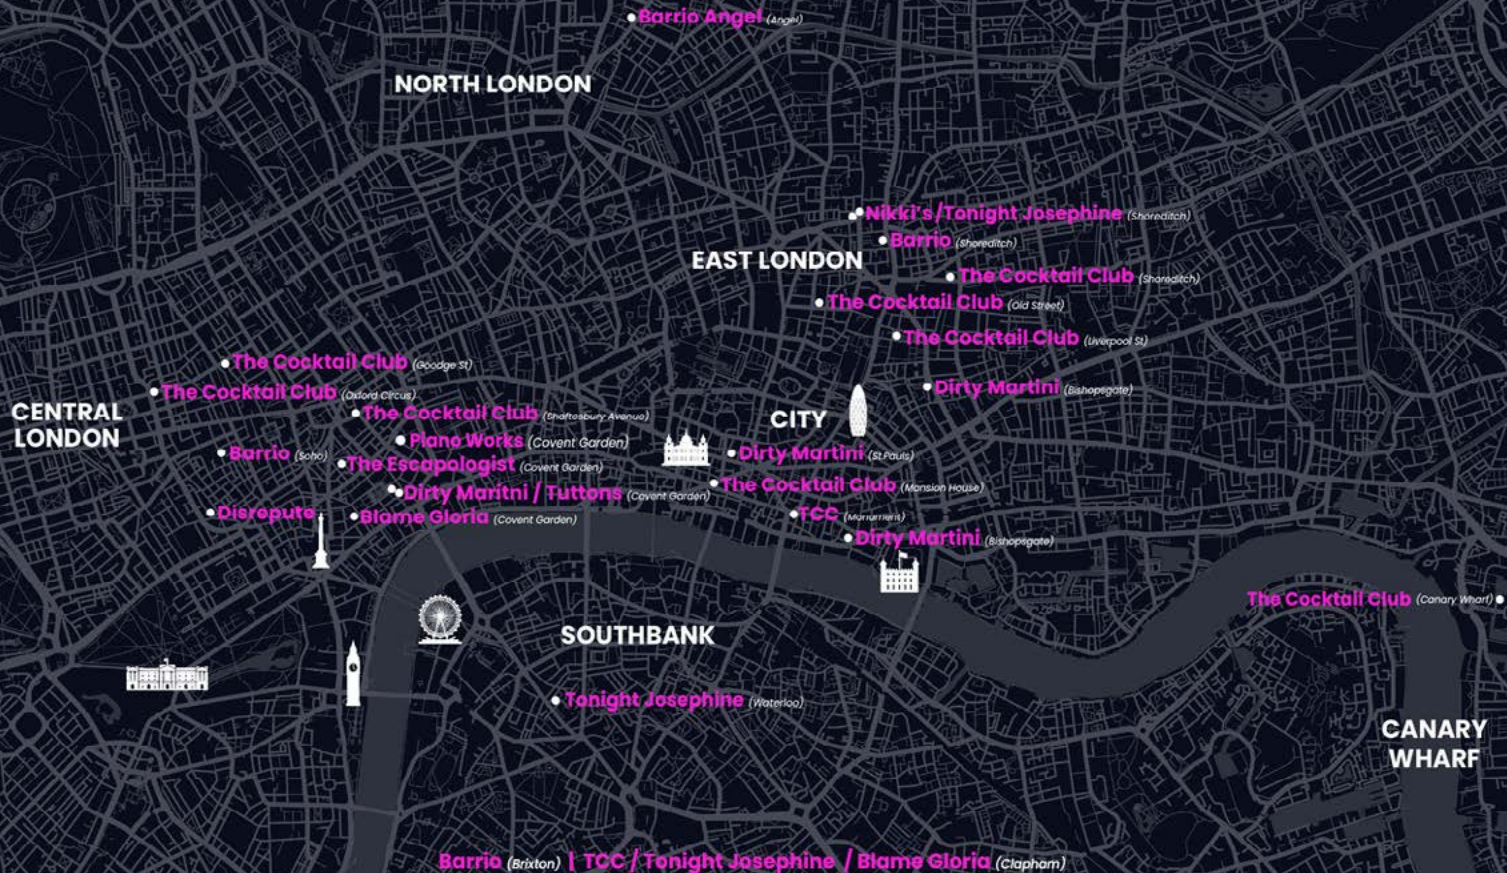 Barrio Angel (Angel)
NORTH LONDON
Nikki's/Tonight Josephine (Shoreditch)
Barrio (Shoreditch)
EAST LONDON
The Cocktail Club (Shoreditch)
The Cocktail Club (Old Street)
The Cocktail Club (Liverpool St)
The Cocktail Club (Goodge St)
Dirty Martini (Bishopsgate)
The Cocktail Club (Oxford Circus)
CENTRAL
LONDON
The Cocktail Club (Shaftesbury Avenue)
CITY
Piano Works (Covent Garden)
Barrio (Soho)
Dirty Martini (St Pauls)
The Escapologist (Covent Garden)
The Cocktail Club (Mansion House)
Dirty Maritni / Tuttons (Covent Garden)
Disrepute
Blame Gloria (Covent Garden)
TCC (Monument)
Dirty Martini (Bishopsgate)
The Cocktail Club (Canary Wharf)
SOUTHBANK
Tonight Josephine (Waterloo)
CANARY
WHARF
Barrio (Brixton) | TCC / Tonight Josephine / Blame Gloria (Clapham)